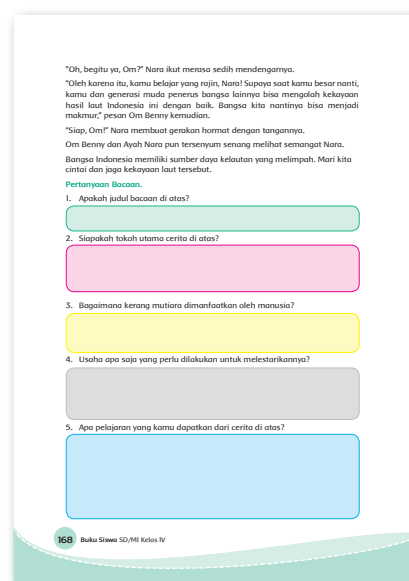 "Oh, begitu ya, Om?" Nara ikut merasa sedih mendengarnya.
"Oleh karena itu, kamu belajar yang rajin, Nara! Supaya saat kamu besar nanti,
kamu dan generasi muda penerus bangsa lainnya bisa mengolah kekayaan
hasil laut Indonesia ini dengan baik. Bangsa kita nantinya bisa menjadi
makmur," pesan Om Benny kemudian.
"Siap, Om!" Nara membuat gerakan hormat dengan tangannya.
Om Benny dan Ayah Nara pun tersenyum senang melihat semangat Nara.
Bangsa Indonesia memiliki sumber daya kelautan yang melimpah. Mari kita
cintai dan jaga kekayaan laut tersebut.
Pertanyaan Bacaan.
1. Apakah judul bacaan di atas?
2. Siapakah tokoh utama cerita di atas?
3. Bagaimana kerang mutiara dimanfaatkan oleh manusia?
4. Usaha apa saja yang perlu dilakukan untuk melestarikannya?
5. Apa pelajaran yang kamu dapatkan dari cerita di atas?
168 Buku Siswa SD/MI Kelas IV